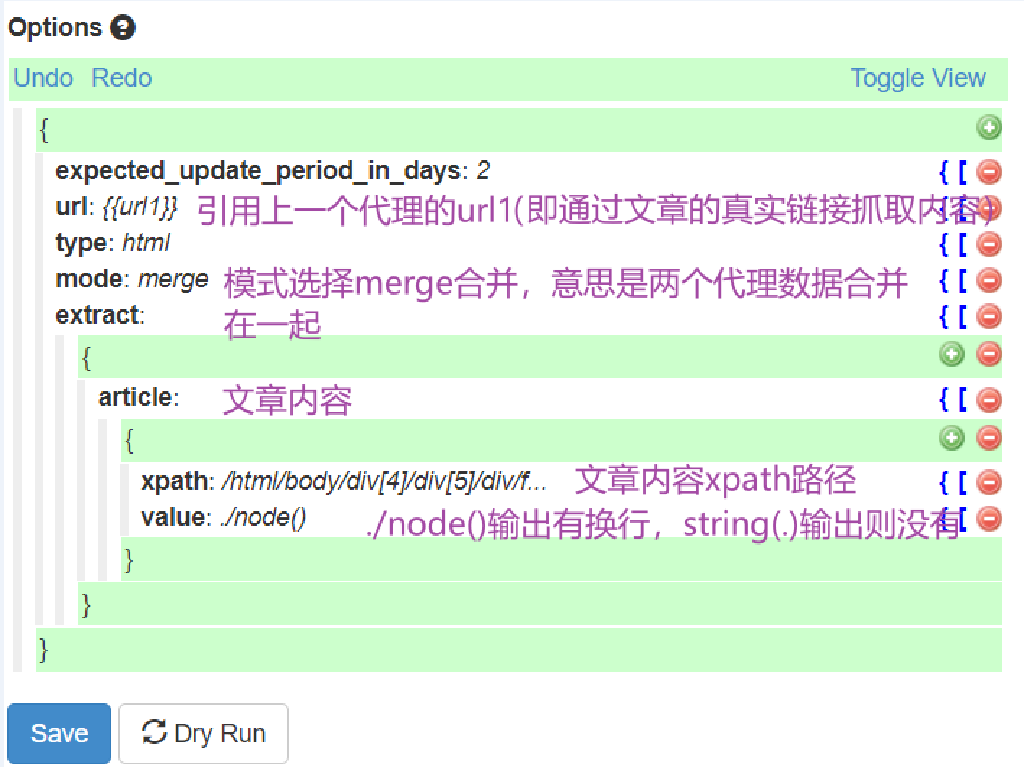 Options ?
Undo Redo Toggle View
{
expected_update_period_in_days: 2 { [
url: {{url1}} 引用上一个代理的url1(即通过文章的真实链接抓取内容) { [
type: html { [
mode: merge 模式选择merge合并，意思是两个代理数据合并 { [
extract: 在一起 { [
{
article: 文章内容 { [
{
xpath: /html/body/div[4]/div[5]/div/f... 文章内容xpath路径 { [
value: ./node() ./node()输出有换行，string(.)输出则没有 { [
}
}
}
Save Dry Run